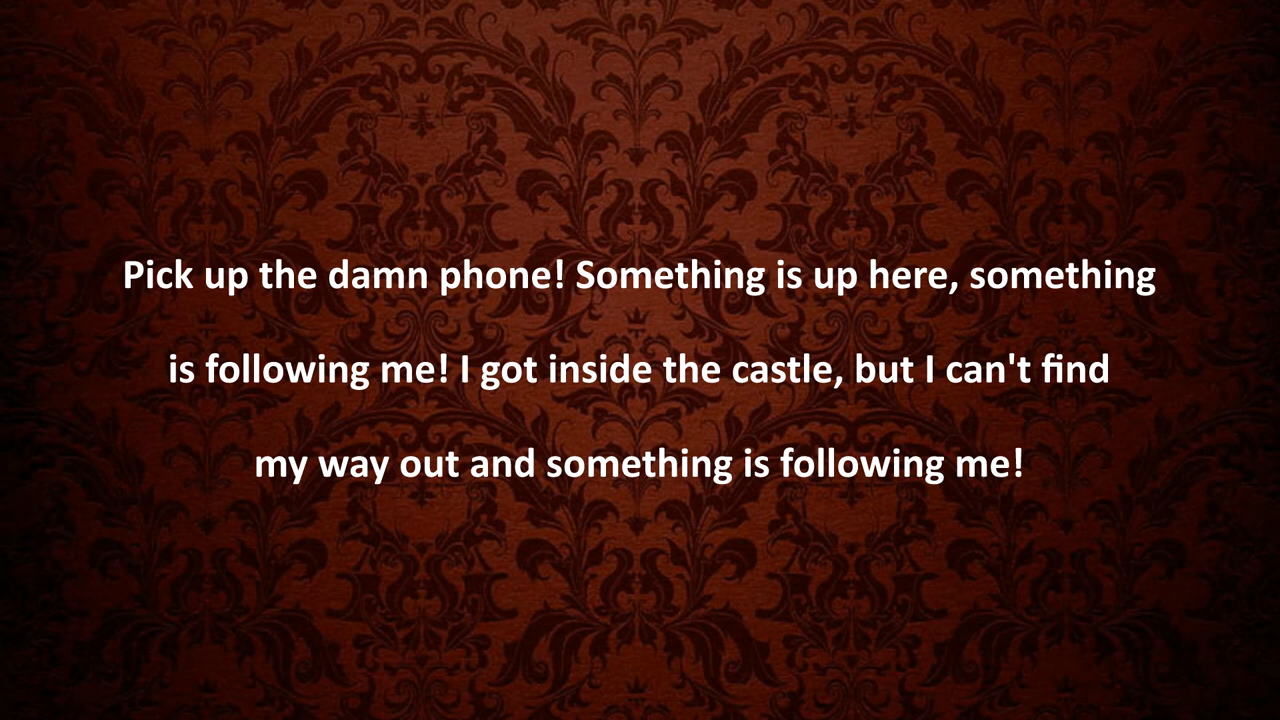 Pick up the damn phone! Something is up here, something
is following me! I got inside the castle, but I can't find
my way out and something is following me!